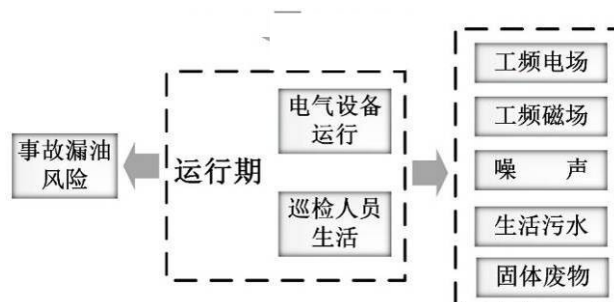 事故漏油
风险
运行期
电气设备
运行
巡检人员
生活
工频电场
工频磁场
噪 声
生活污水
固体废物